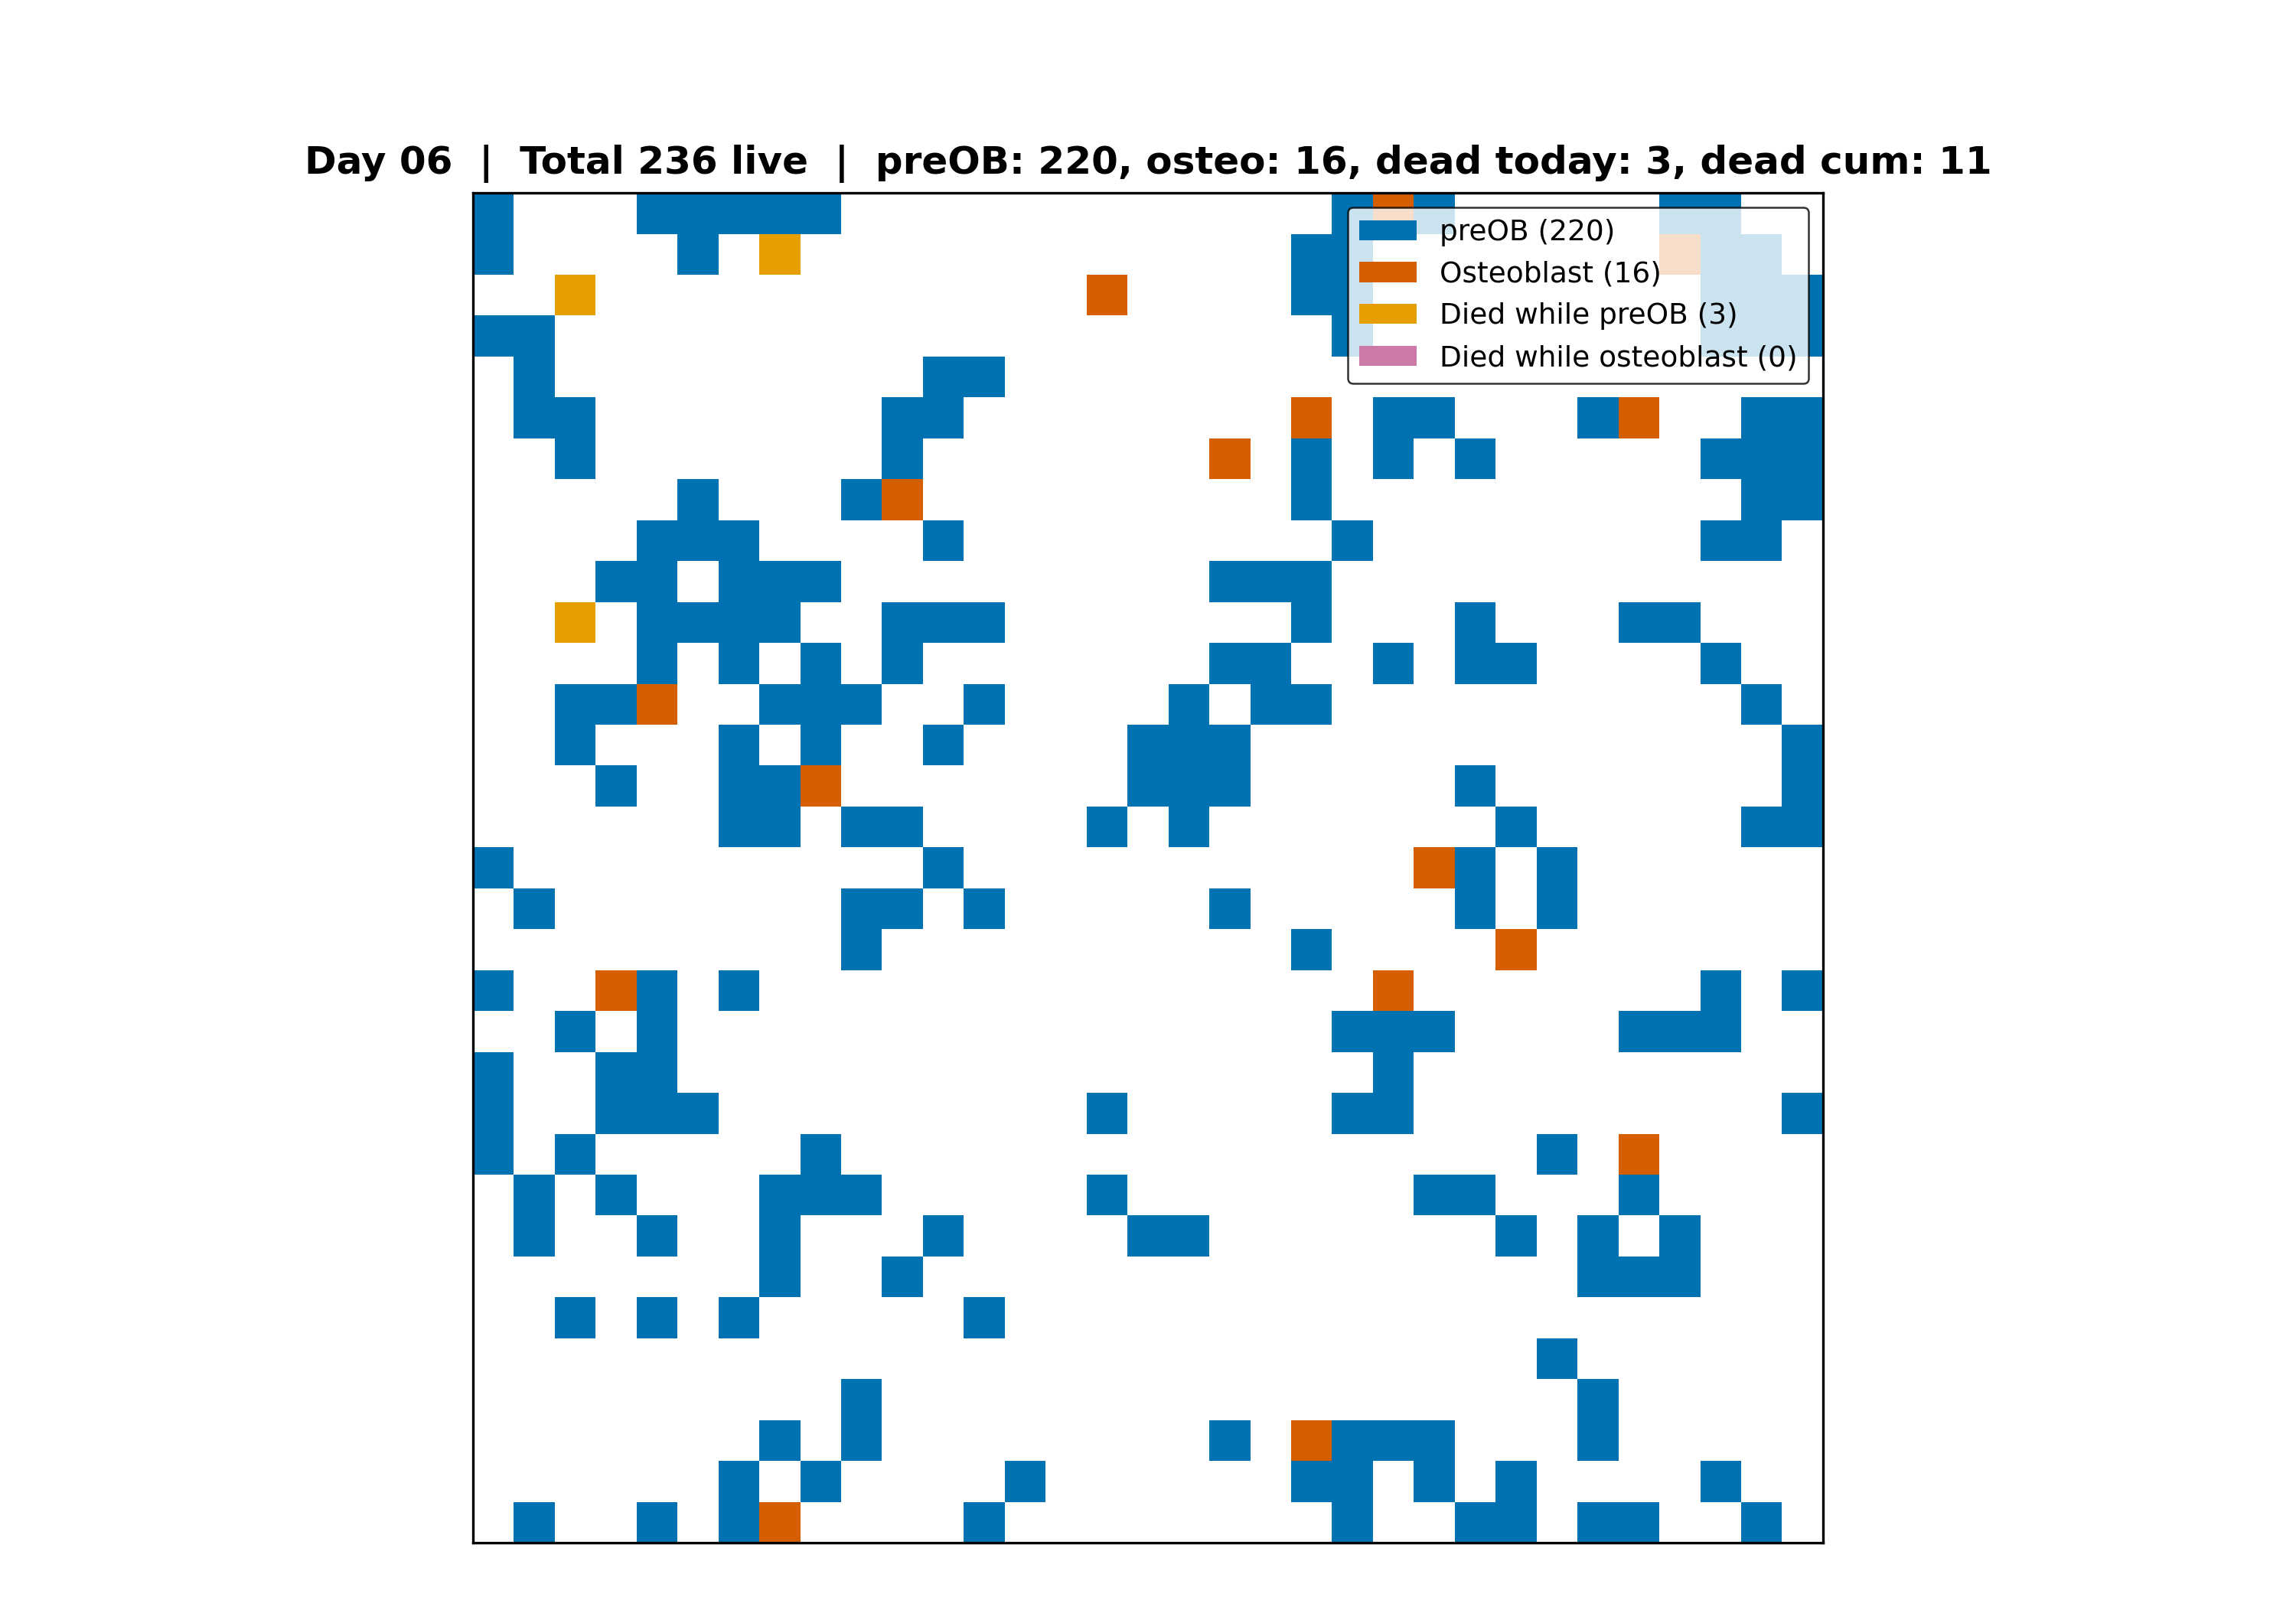 Day 06 | Total 236 live | preOB: 220, osteo: 16, dead today: 3, dead cum: 11
preOB (220)
Osteoblast (16)
Died while preOB (3)
Died while osteoblast (0)